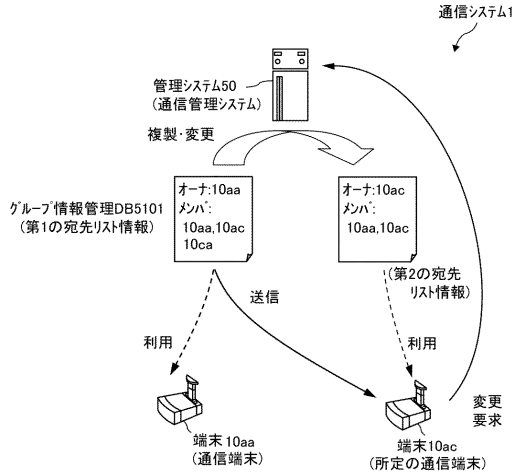 通信システム1
管理システム50
(通信管理システム)
複製・変更
グループ情報管理DB5101
(第1の宛先リスト情報)
オーナ:10aa
メンバ:
10aa,10ac
10ca
オーナ:10ac
メンバ:
10aa,10ac
(第2の宛先
リスト情報)
送信
利用
利用
変更
要求
端末10aa
(通信端末)
端末10ac
(所定の通信端末)